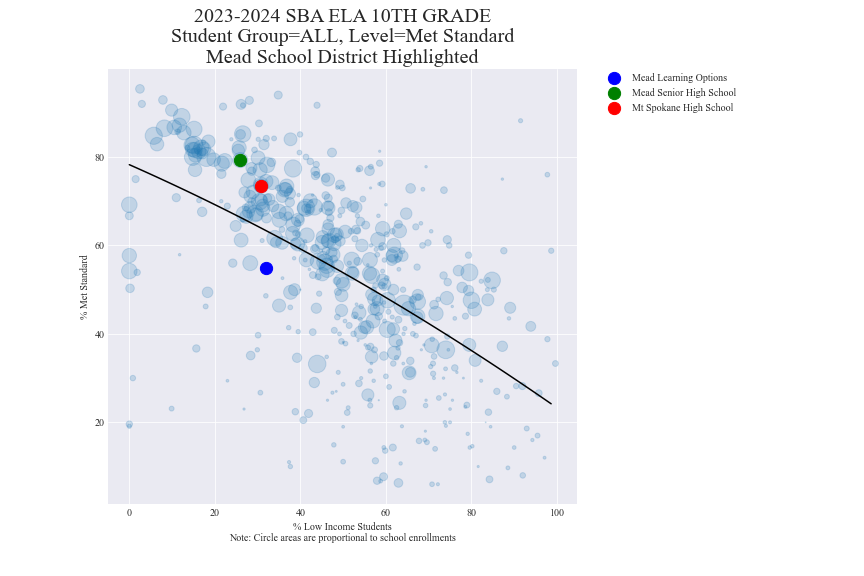 2023-2024 SBA ELA 10TH GRADE
Student Group=ALL, Level=Met Standard
Mead School District Highlighted
Mead Learning Options
Mead Senior High School
Mt Spokane High School
% Met Standard
80
60
40
20
0 20 40 60 80 100
% Low Income Students
Note: Circle areas are proportional to school enrollments